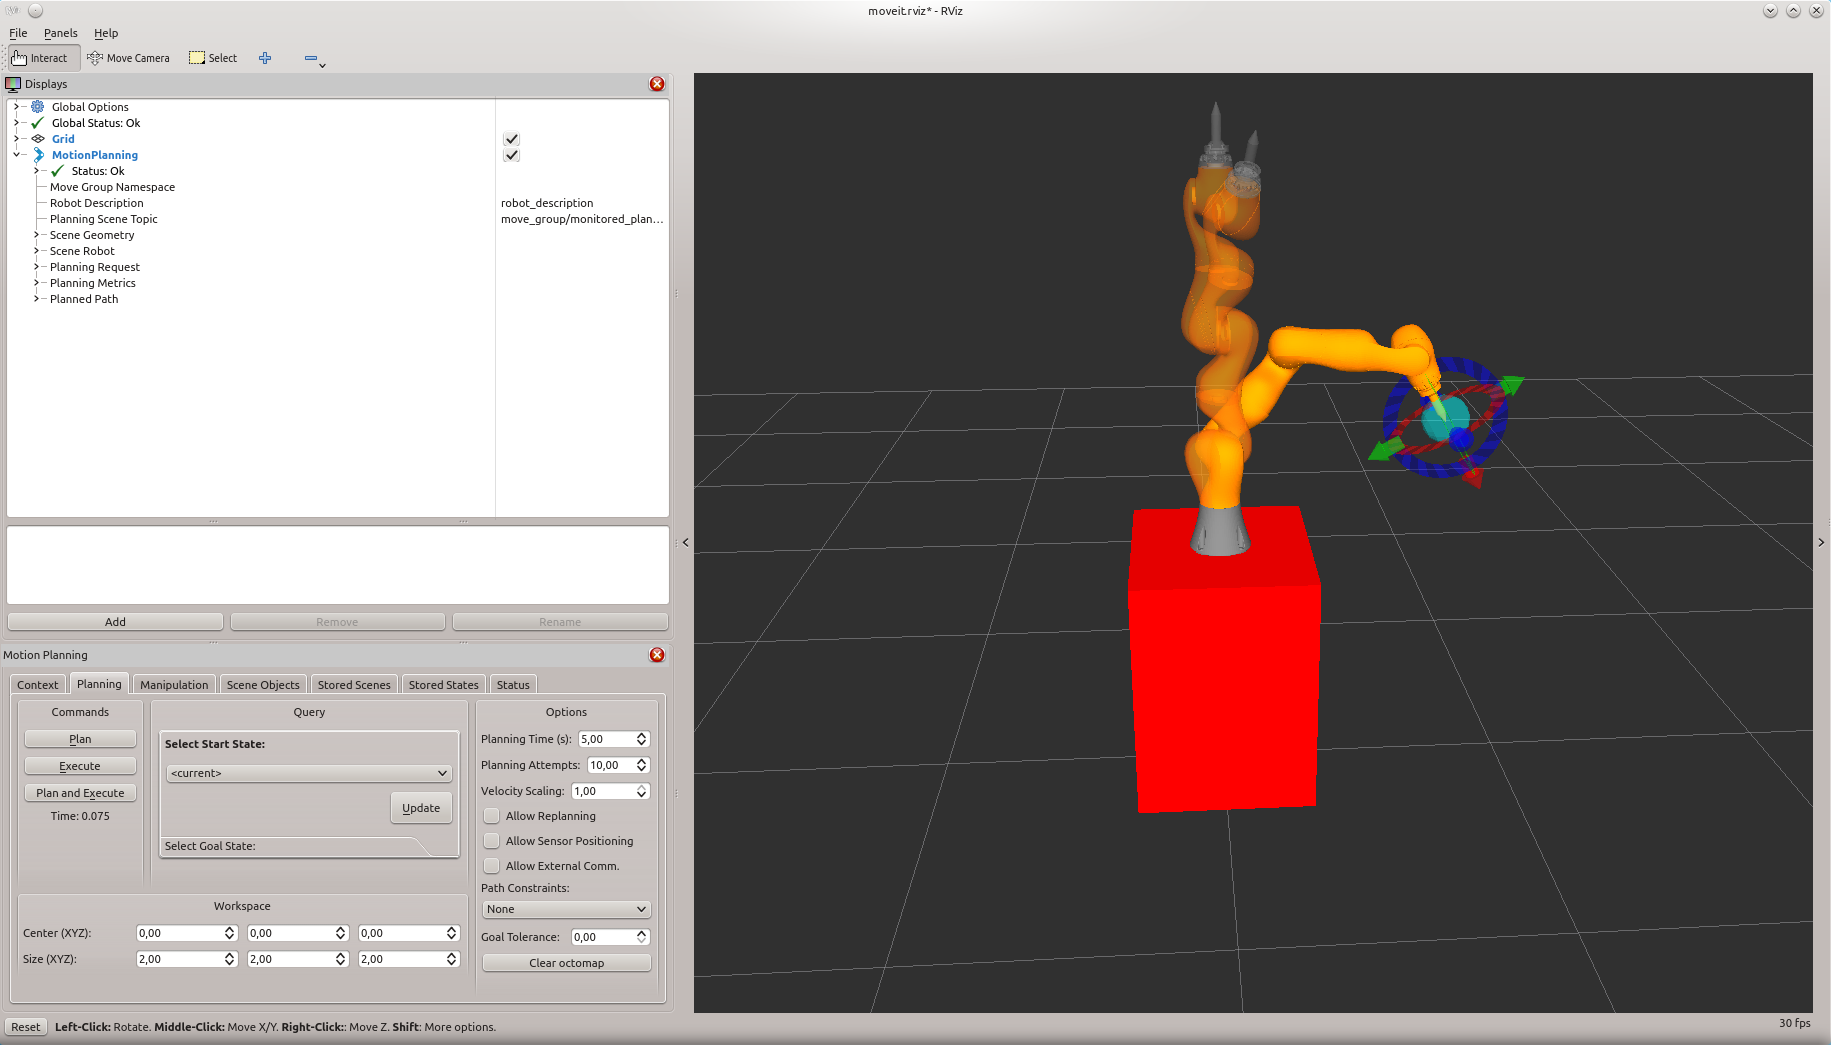 moveit.rviz* - RViz
File Panels Help
Interact Move Camera Select
Displays
Global Options
Global Status: Ok
Grid
MotionPlanning
Status: Ok
Move Group Namespace
Robot Description robot_description
Planning Scene Topic move_group/monitored_plan...
Scene Geometry
Scene Robot
Planning Request
Planning Metrics
Planned Path
Add Remove Rename
Motion Planning
Context Planning Manipulation Scene Objects Stored Scenes Stored States Status
Commands
Plan
Execute
Plan and Execute
Time: 0.075
Query
Select Start State:
<current>
Update
Select Goal State:
Options
Planning Time (s): 5,00
Planning Attempts: 10,00
Velocity Scaling: 1,00
Allow Replanning
Allow Sensor Positioning
Allow External Comm.
Path Constraints:
None
Goal Tolerance: 0,00
Clear octomap
Workspace
Center (XYZ): 0,00 0,00 0,00
Size (XYZ): 2,00 2,00 2,00
Reset Left-Click: Rotate. Middle-Click: Move X/Y. Right-Click:: Move Z. Shift: More options. 30 fps